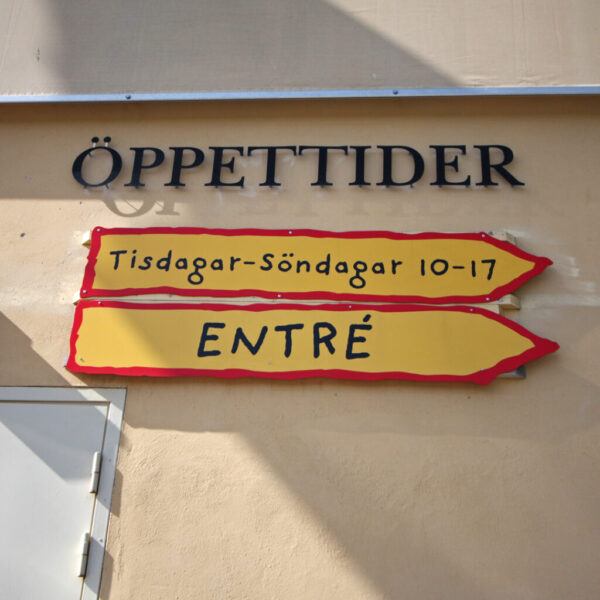 ÖPPETTIDER
Tisdagar-Söndagar 10-17
ENTRÉ